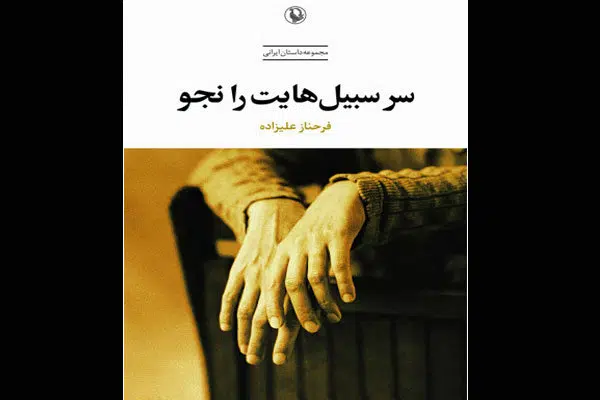 مجموعه داستان ایرانی
سر سبیل‌هایت را نجو
فرحناز علیزاده